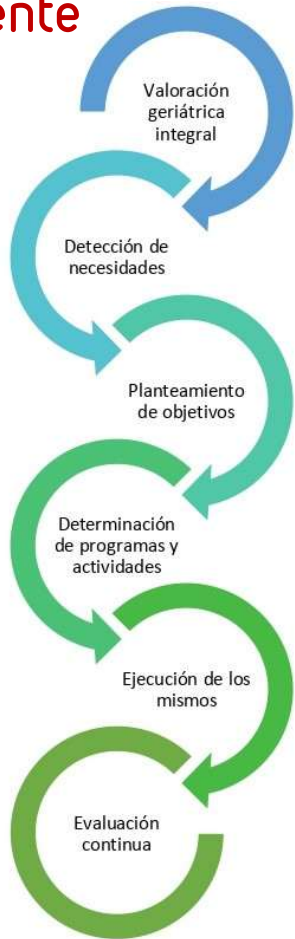 ente
Valoración
geriátrica
integral
Detección de
necesidades
Planteamiento
de objetivos
Determinación
de programas y
actividades
Ejecución de los
mismos
Evaluación
continua